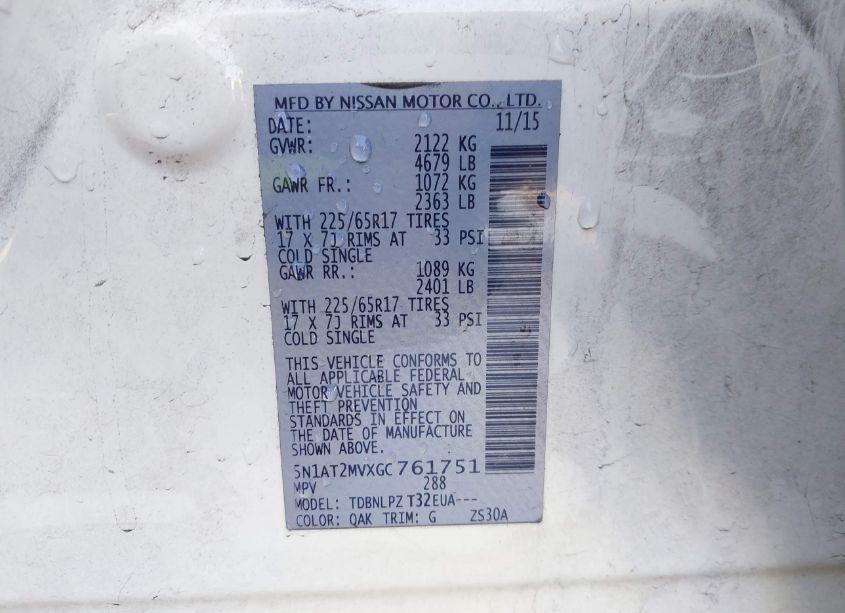 MFD BY NISSAN MOTOR CO., LTD.
DATE: 11/15
GVWR: 2122 KG
4679 LB
GAWR FR.: 1072 KG
2363 LB
WITH 225/65R17 TIRES
17 X 7J RIMS AT 33 PSI
COLD SINGLE
GAWR RR.: 1089 KG
2401 LB
WITH 225/65R17 TIRES
17 X 7J RIMS AT 33 PSI
COLD SINGLE
THIS VEHICLE CONFORMS TO
ALL APPLICABLE FEDERAL
MOTOR VEHICLE SAFETY AND
THEFT PREVENTION
STANDARDS IN EFFECT ON
THE DATE OF MANUFACTURE
SHOWN ABOVE.
5N1AT2MVXGC761751
MPV 288
MODEL: TDBNLPZ T32EUA---
COLOR: QAK TRIM: G ZS30A